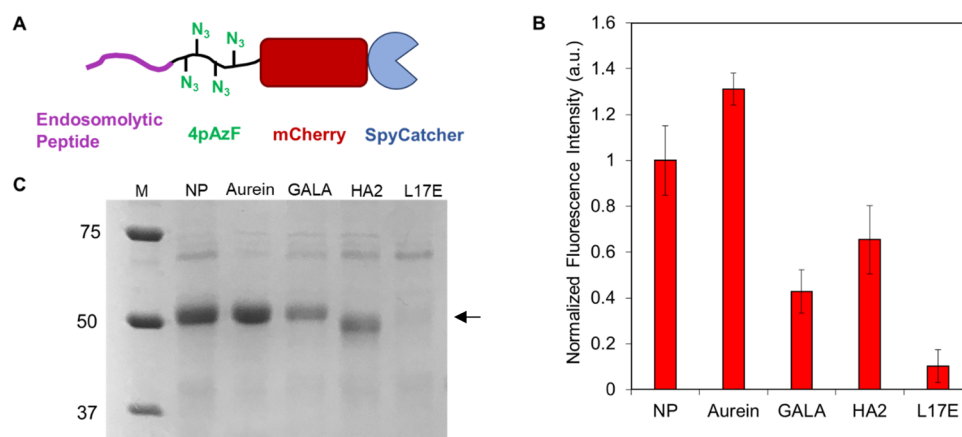 A
N₃
N₃
N₃
N₃
Endosomolytic
Peptide
4pAzF
mCherry
SpyCatcher
C
M NP Aurein GALA HA2 L17E
75
50
37
B
Normalized Fluorescence Intensity (a.u.)
1.6
1.4
1.2
1
0.8
0.6
0.4
0.2
0
NP Aurein GALA HA2 L17E